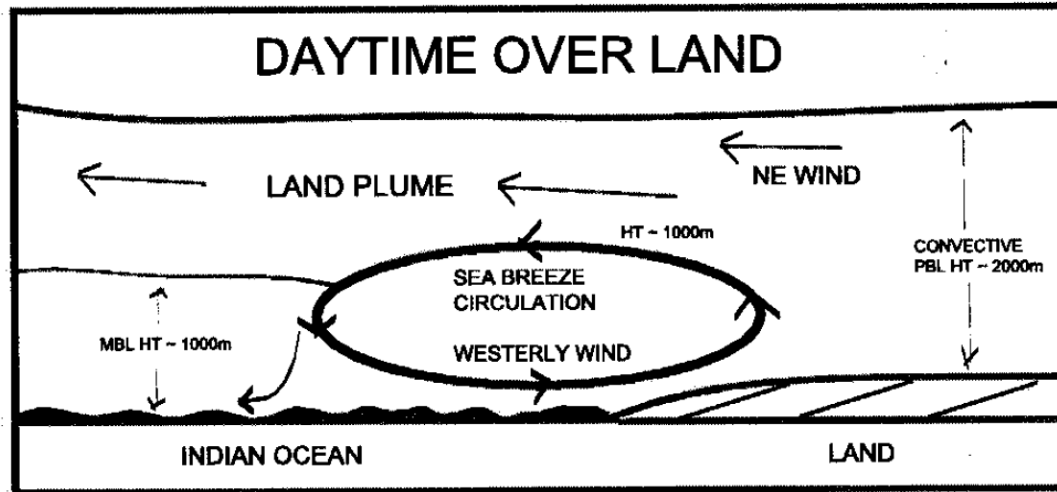 DAYTIME OVER LAND
NE WIND
LAND PLUME
HT ~ 1000m
CONVECTIVE
PBL HT ~ 2000m
SEA BREEZE
CIRCULATION
MBL HT ~ 1000m
WESTERLY WIND
INDIAN OCEAN
LAND